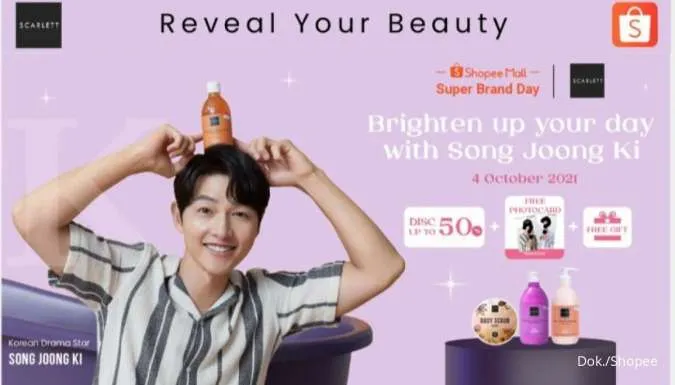 SCARLETT
Reveal Your Beauty
Shopee Mall
Super Brand Day
SCARLETT
Brighten up your day
with Song Joong Ki
4 October 2021
DISC
UP TO 50%
+
FREE
PHOTOCARD
+
FREE GIFT
BODY SCRUB
Korean Drama Star
SONG JOONG KI
Dok./Shopee